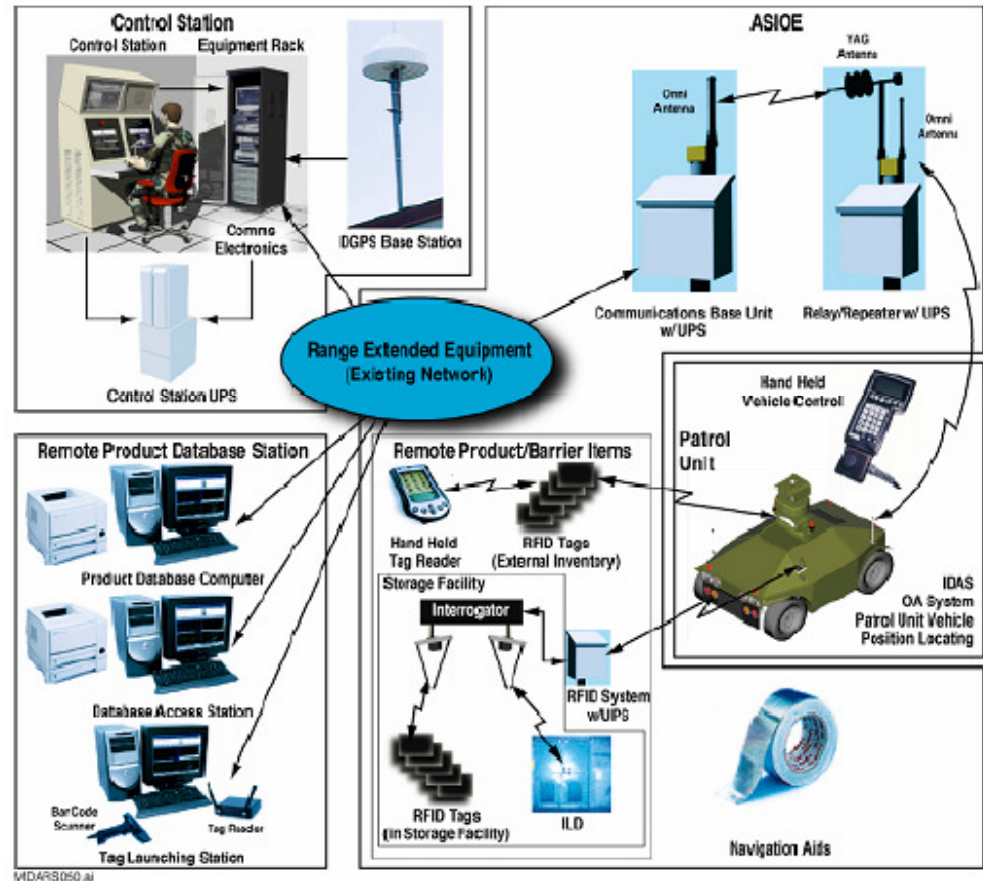 Control Station
Control Station
Equipment Rack
Comms
Electronics
DGPS Base Station
Control Station UPS
ASIOE
YAG
Antenna
Omni
Antenna
Omni
Antenna
Communications Base Unit
w/UPS
Relay/Repeater w/ UPS
Range Extended Equipment
(Existing Network)
Hand Held
Vehicle Control
Patrol
Unit
IDAS
OA System
Patrol Unit Vehicle
Position Locating
Remote Product Database Station
Product Database Computer
Database Access Station
BarCode
Scanner
Tag Reader
Tag Launching Station
Remote Product/Barrier Items
Hand Held
Tag Reader
RFID Tags
(External Inventory)
Storage Facility
Interrogator
RFID System
w/UPS
RFID Tags
(In Storage Facility)
ILD
Navigation Aids
MDARS050.ai